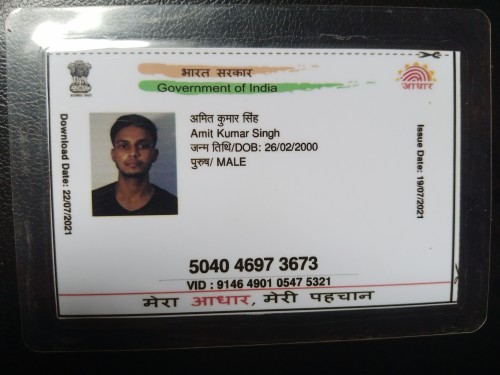 भारत सरकार
Government of India
आधार
Download Date: 22/07/2021
अमित कुमार सिंह
Amit Kumar Singh
जन्म तिथि/DOB: 26/02/2000
पुरुष/ MALE
Issue Date: 19/07/2021
5040 4697 3673
VID : 9146 4901 0547 5321
मेरा आधार, मेरी पहचान